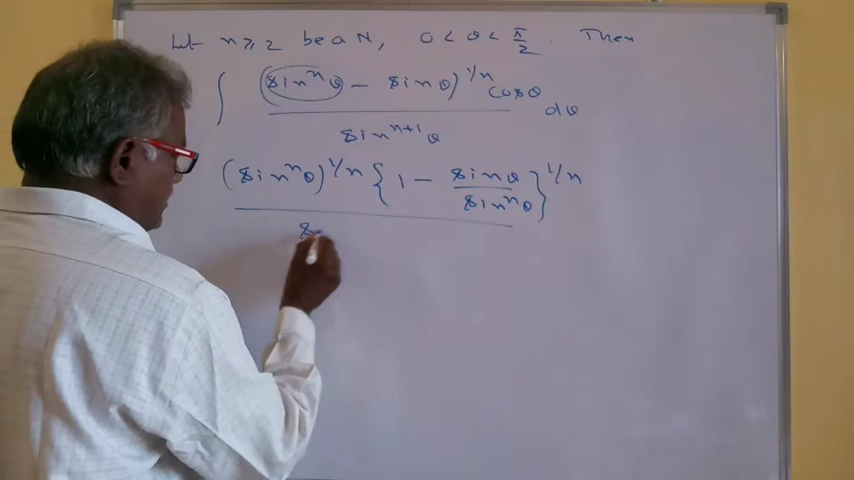 Let n ≥ 2 be a N, 0 < θ < π/2 . Then
∫ (sin^n θ - sin θ)^1/n cos θ / sin^n+1 θ dθ
(sin^n θ)^1/n { 1 - sin θ / sin^n θ }^1/n
s